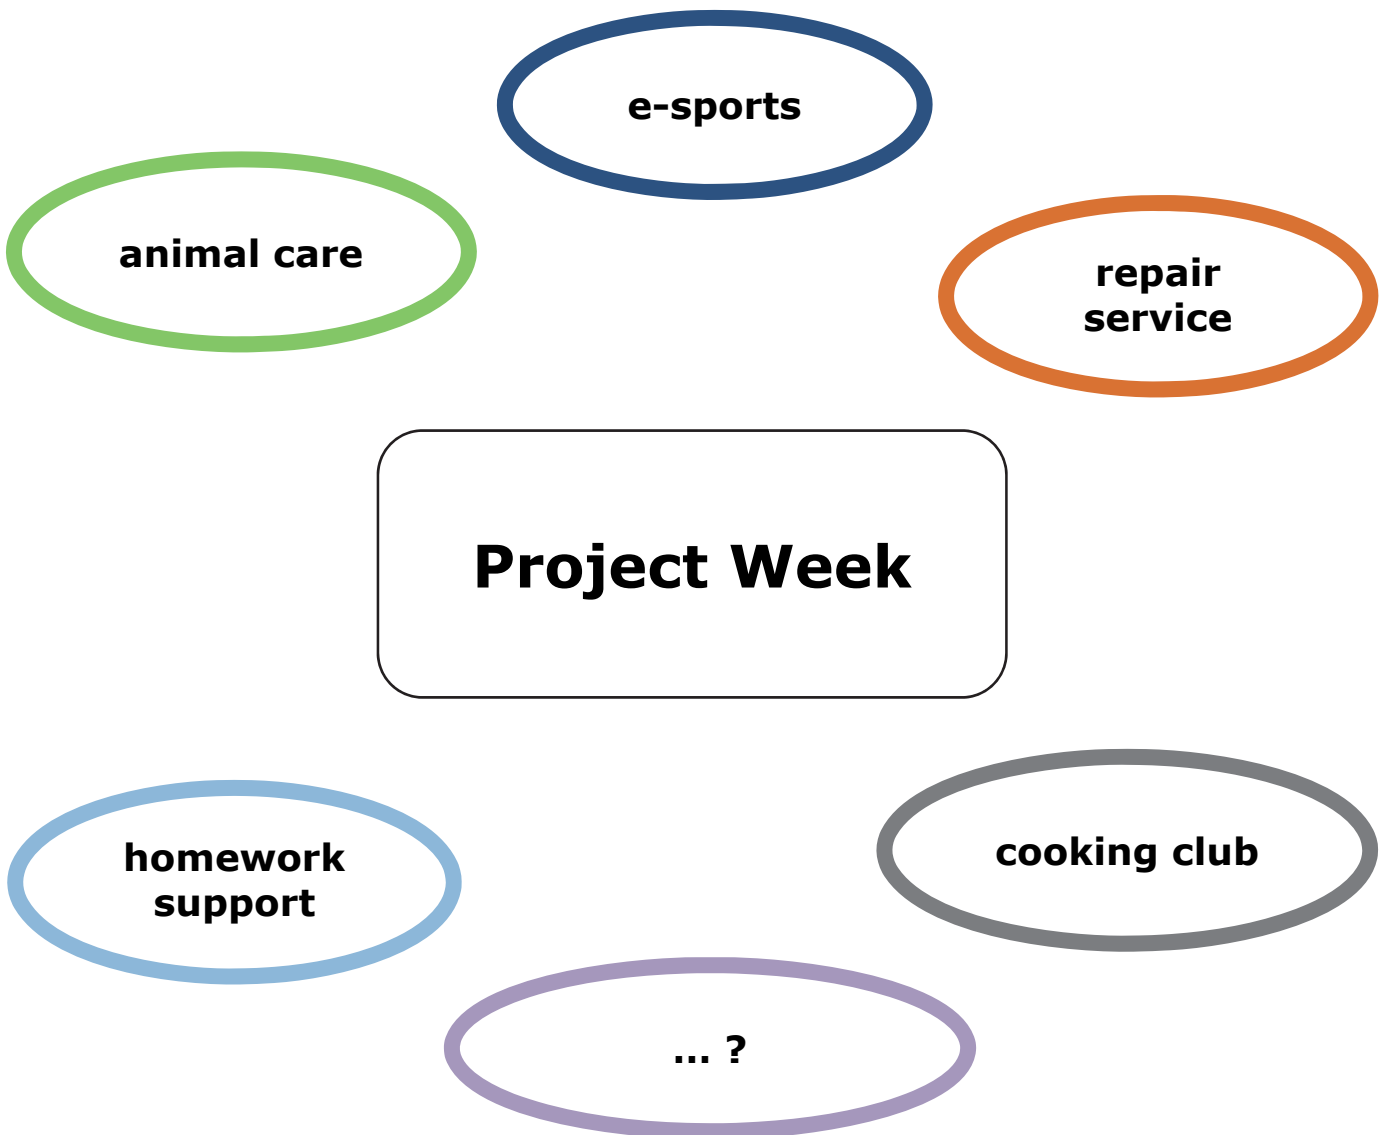 e-sports
animal care
repair
service
Project Week
homework
support
cooking club
... ?